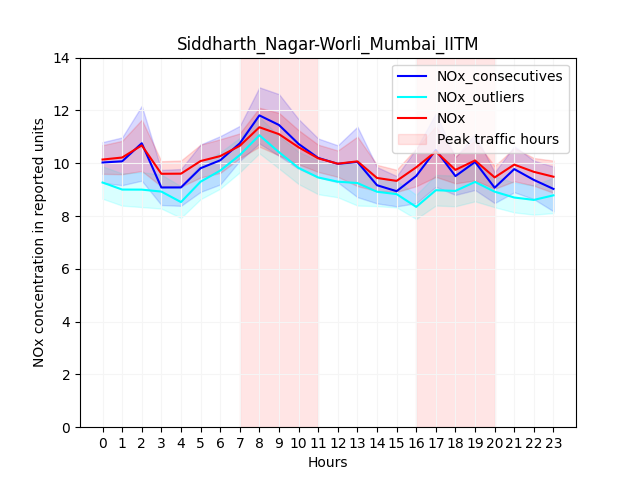 Siddharth_Nagar-Worli_Mumbai_IITM
NOx concentration in reported units
14
12
10
8
6
4
2
0
NOx_consecutives
NOx_outliers
NOx
Peak traffic hours
0 1 2 3 4 5 6 7 8 9 10 11 12 13 14 15 16 17 18 19 20 21 22 23
Hours